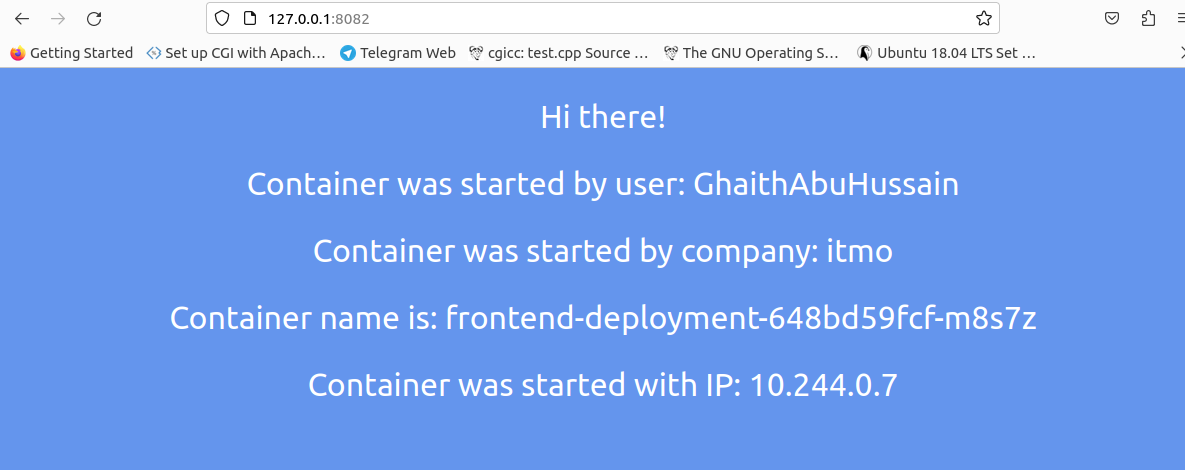 127.0.0.1:8082
Getting Started Set up CGI with Apach… Telegram Web cgicc: test.cpp Source … The GNU Operating S… Ubuntu 18.04 LTS Set …
Hi there!
Container was started by user: GhaithAbuHussain
Container was started by company: itmo
Container name is: frontend-deployment-648bd59fcf-m8s7z
Container was started with IP: 10.244.0.7